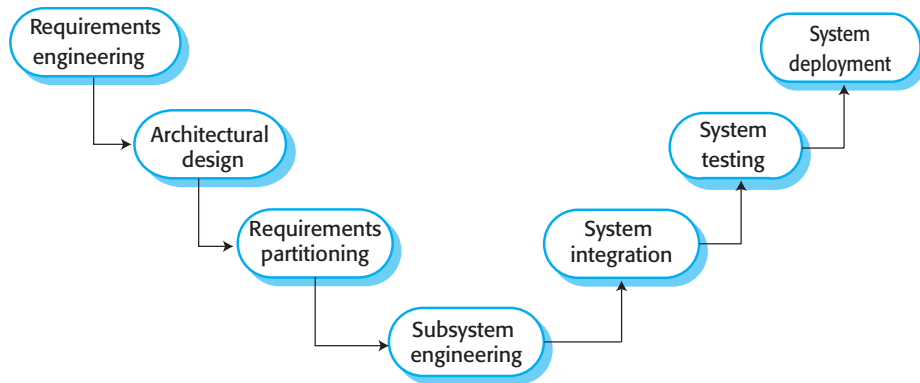 Requirements
engineering
Architectural
design
Requirements
partitioning
Subsystem
engineering
System
integration
System
testing
System
deployment